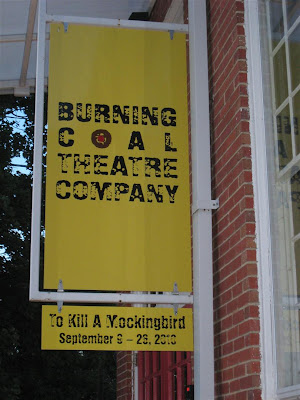 BURNING
COAL
THEATRE
COMPANY
To Kill A Mockingbird
September 9 – 26, 2010